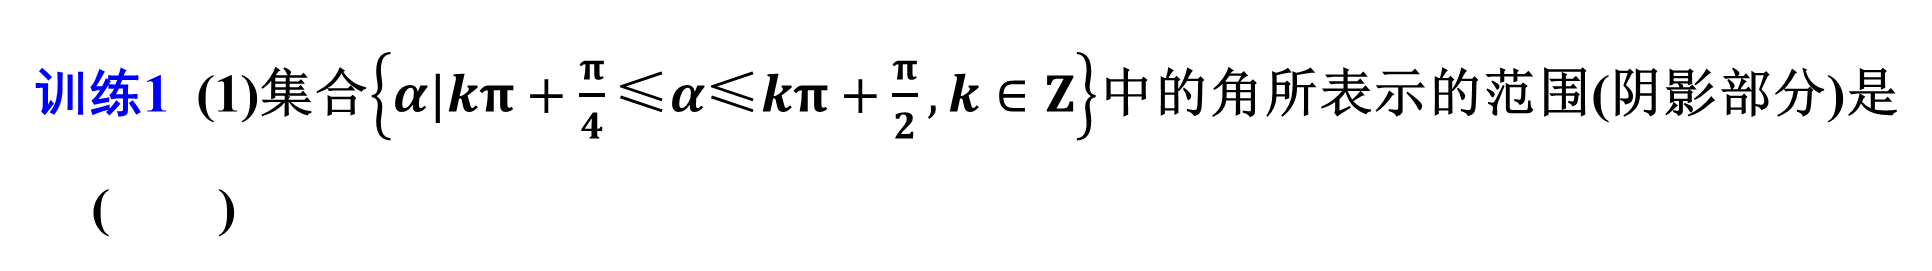 训练1 (1)集合{α|kπ + π/4 ⩽α⩽kπ + π/2, k ∈ Z}中的角所表示的范围(阴影部分)是
( )